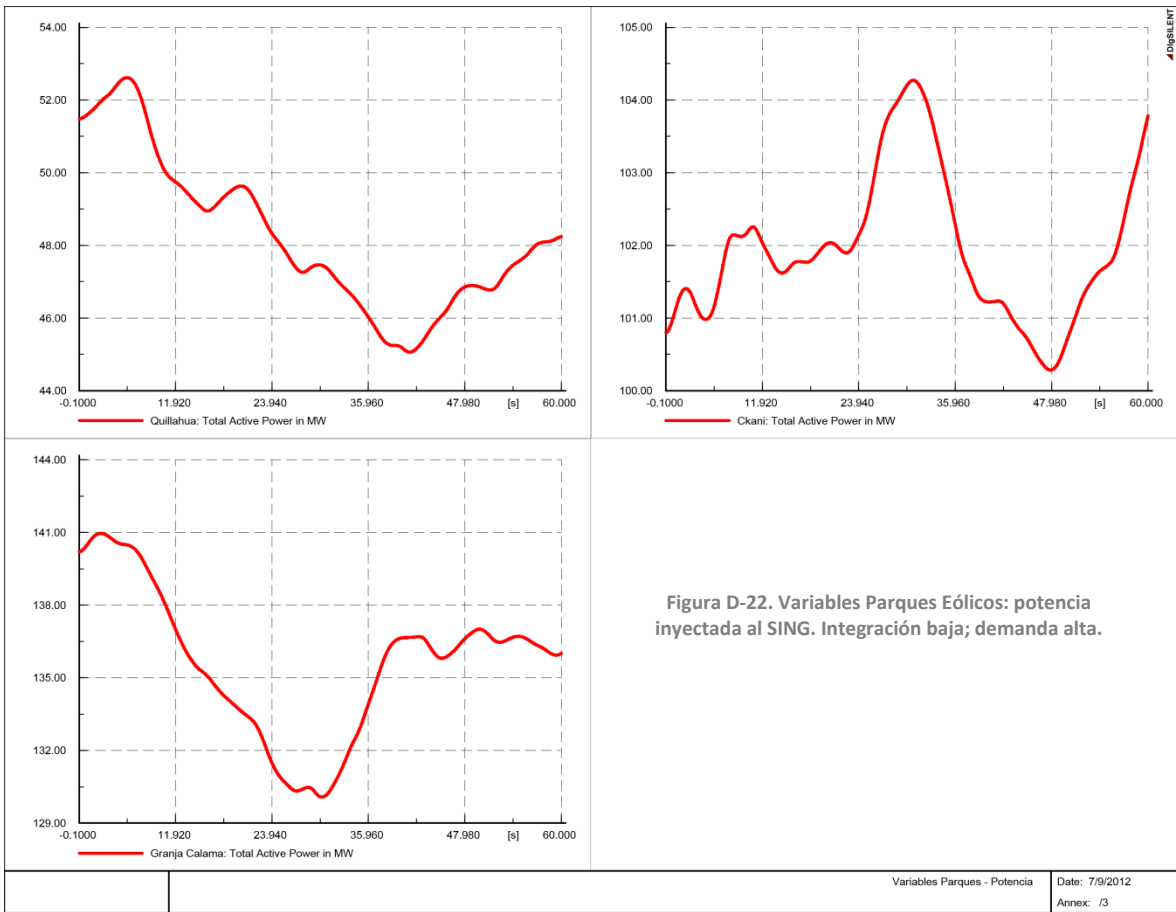 54.00
52.00
50.00
48.00
46.00
44.00
-0.1000 11.920 23.940 35.960 47.980 [s] 60.000
Quillahua: Total Active Power in MW
105.00
104.00
103.00
102.00
101.00
100.00
-0.1000 11.920 23.940 35.960 47.980 [s] 60.000
Ckani: Total Active Power in MW
DIgSILENT
144.00
141.00
138.00
135.00
132.00
129.00
-0.1000 11.920 23.940 35.960 47.980 [s] 60.000
Granja Calama: Total Active Power in MW
Figura D-22. Variables Parques Eólicos: potencia
inyectada al SING. Integración baja; demanda alta.
Variables Parques - Potencia
Date: 7/9/2012
Annex: /3